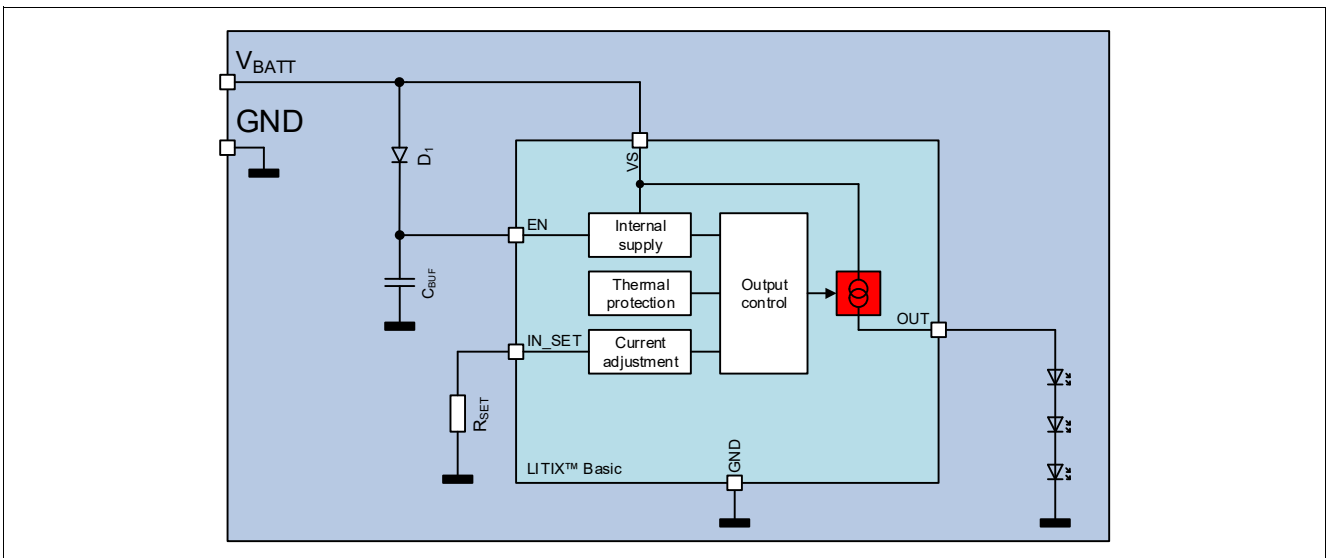 VBATT
GND
D1
VS
EN
Internal
supply
CBUF
Thermal
protection
Output
control
OUT
IN_SET
Current
adjustment
RSET
GND
LITIX™ Basic